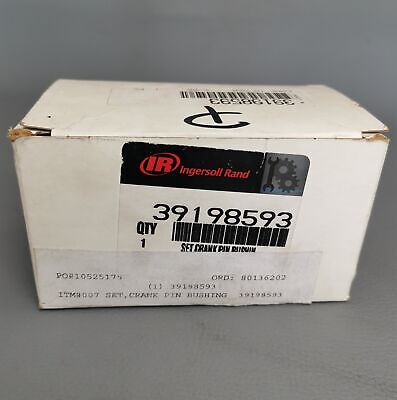 39198593
IR Ingersoll Rand
39198593
QTY
1
SET CRANK PIN BUSHIN
PO#10525175 ORD: 80136202
(1) 39198593
ITM#007 SET,CRANK PIN BUSHING 39198593